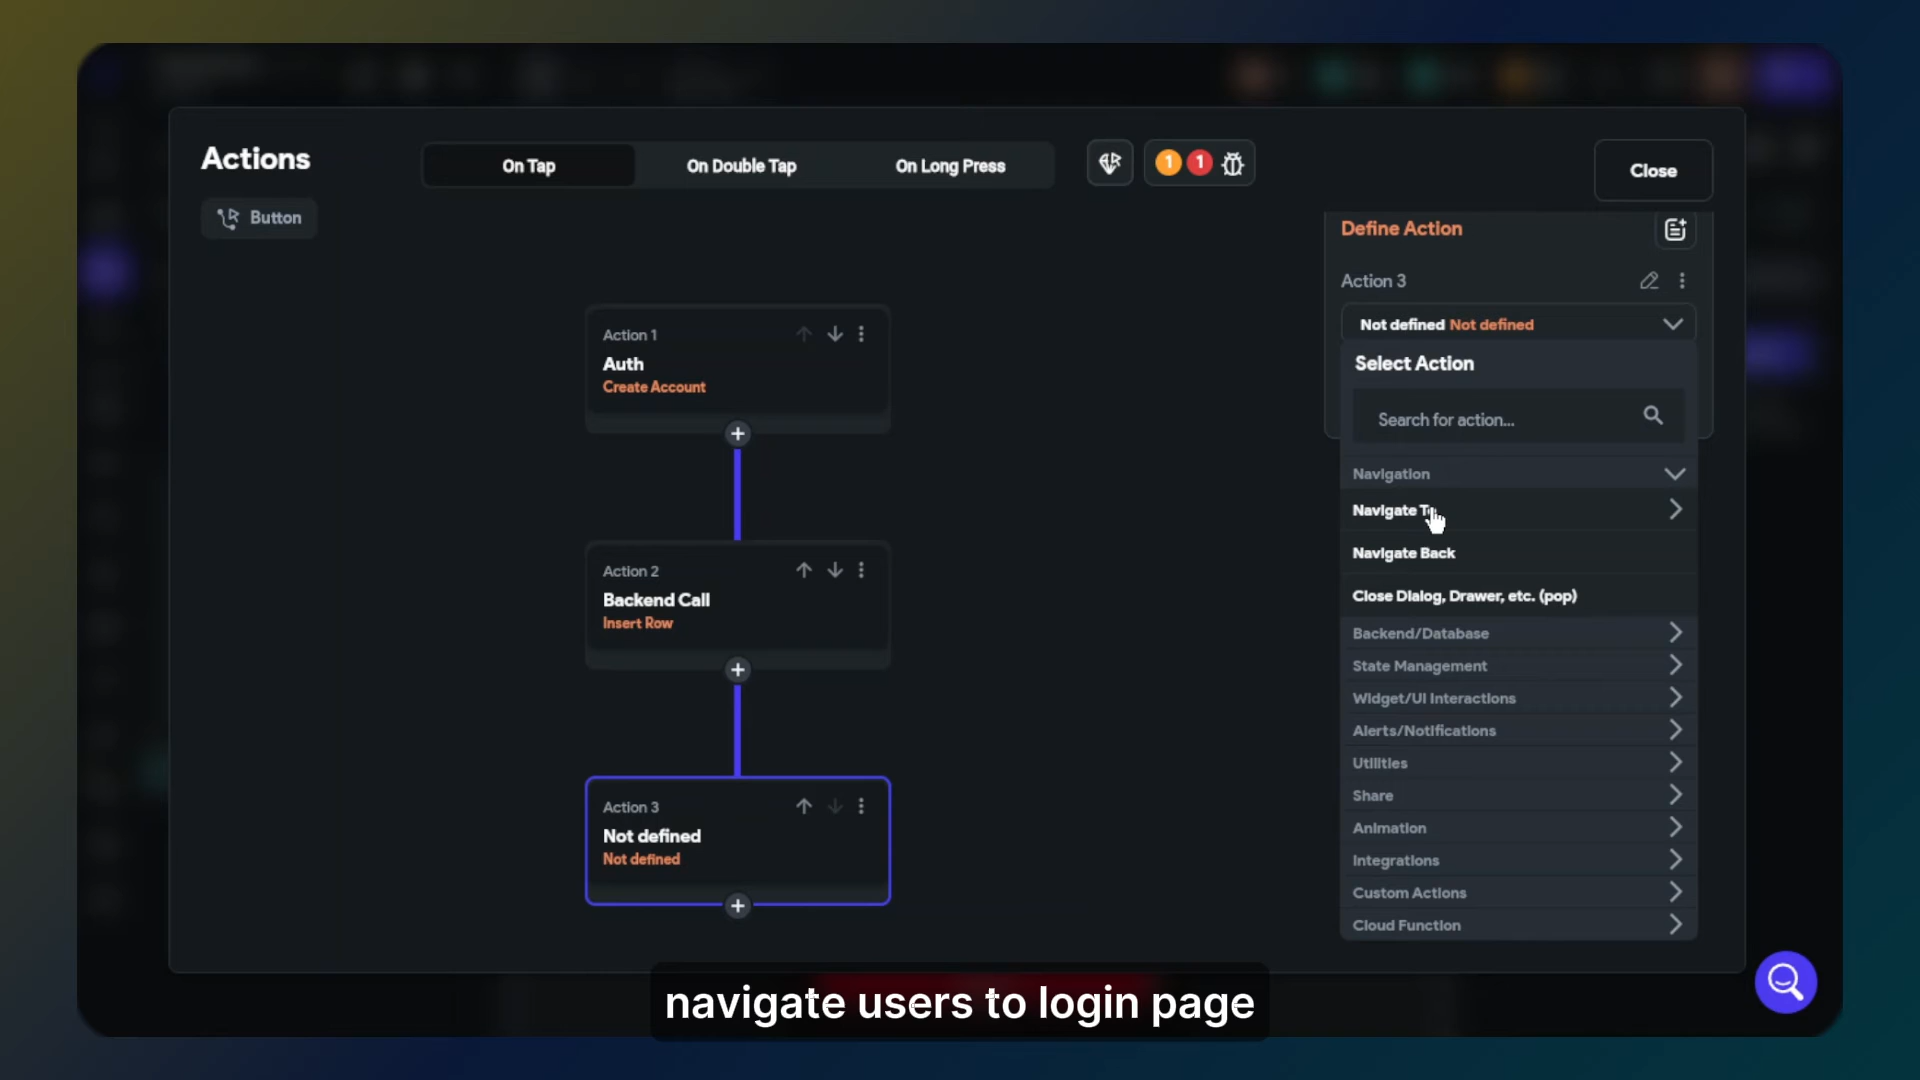 Actions
On Tap
On Double Tap
On Long Press
1
1
Close
Button
Define Action
Action 3
Not defined Not defined
Select Action
Search for action...
Navigation
Navigate To
Navigate Back
Close Dialog, Drawer, etc. (pop)
Backend/Database
State Management
Widget/UI Interactions
Alerts/Notifications
Utilities
Share
Animation
Integrations
Custom Actions
Cloud Function
Action 1
Auth
Create Account
Action 2
Backend Call
Insert Row
Action 3
Not defined
Not defined
navigate users to login page